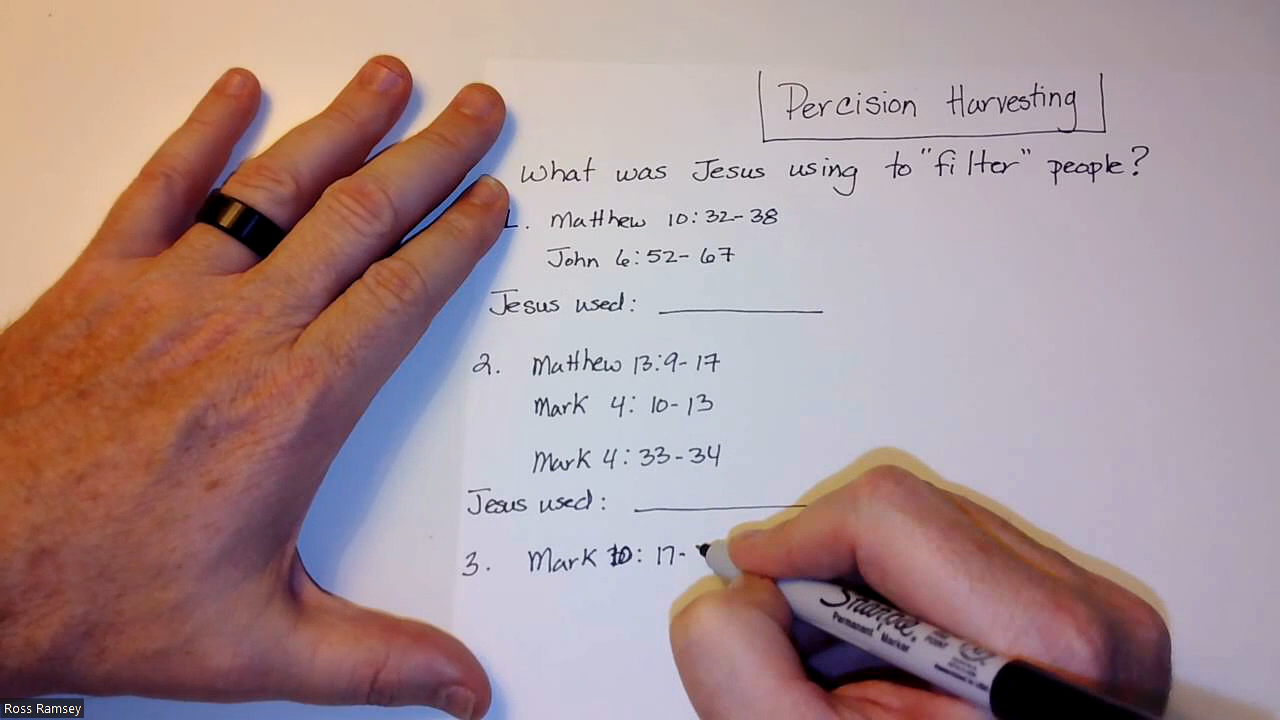 Percision Harvesting
What was Jesus using to "filter" people?
1. Matthew 10:32-38
John 6:52-67
Jesus used: __________
2. Matthew 13:9-17
Mark 4: 10-13
Mark 4: 33-34
Jesus used: __________
3. Mark 10: 17-
Sharpie
Permanent Marker
Ross Ramsey